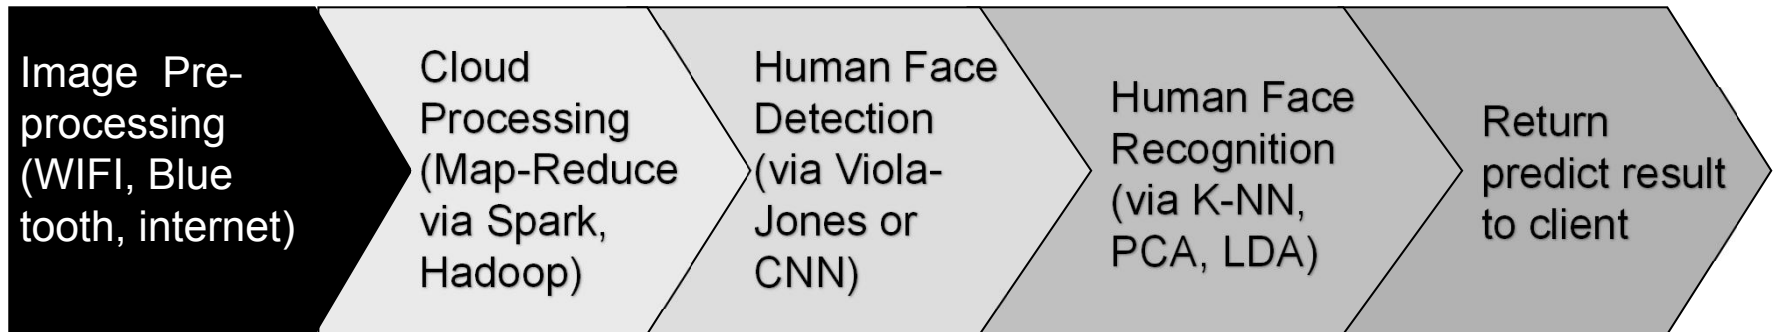 Image  Pre-
processing
(WIFI, Blue
tooth, internet)
Cloud
Processing
(Map-Reduce
via Spark,
Hadoop)
Human Face
Detection
(via Viola-
Jones or
CNN)
Human Face
Recognition
(via K-NN,
PCA, LDA)
Return
predict result
to client